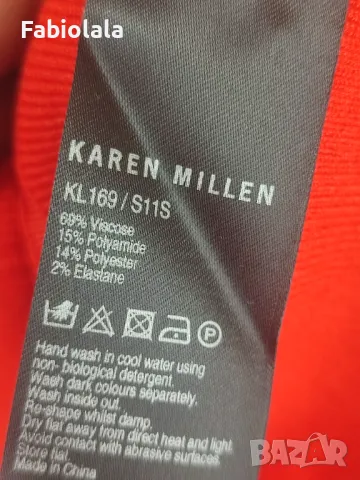 Fabiolala
KAREN MILLEN
KL169/S11S
69% Viscose
15% Polyamide
14% Polyester
2% Elastane
P
Hand wash in cool water using
non- biological detergent.
Wash dark colours separately.
Wash inside out.
Re-shape whilst damp.
Dry flat away from direct heat and light.
Avoid contact with abrasive surfaces.
Store flat.
Made in China
BAZAR
bg